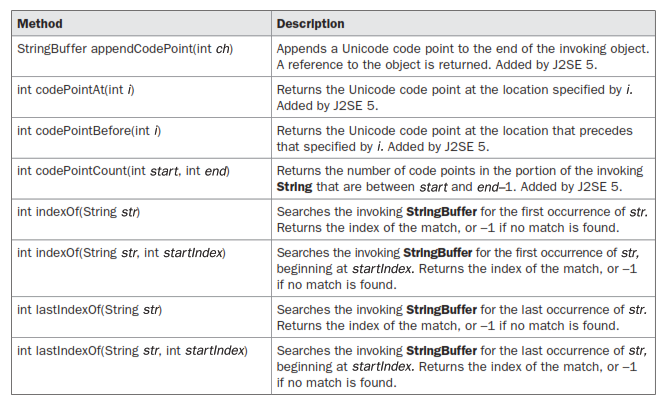 Method Description
StringBuffer appendCodePoint(int ch) Appends a Unicode code point to the end of the invoking object.
A reference to the object is returned. Added by J2SE 5.
int codePointAt(int i) Returns the Unicode code point at the location specified by i.
Added by J2SE 5.
int codePointBefore(int i) Returns the Unicode code point at the location that precedes
that specified by i. Added by J2SE 5.
int codePointCount(int start, int end) Returns the number of code points in the portion of the invoking
String that are between start and end–1. Added by J2SE 5.
int indexOf(String str) Searches the invoking StringBuffer for the first occurrence of str.
Returns the index of the match, or –1 if no match is found.
int indexOf(String str, int startIndex) Searches the invoking StringBuffer for the first occurrence of str,
beginning at startIndex. Returns the index of the match, or –1
if no match is found.
int lastIndexOf(String str) Searches the invoking StringBuffer for the last occurrence of str.
Returns the index of the match, or –1 if no match is found.
int lastIndexOf(String str, int startIndex) Searches the invoking StringBuffer for the last occurrence of str,
beginning at startIndex. Returns the index of the match, or –1
if no match is found.